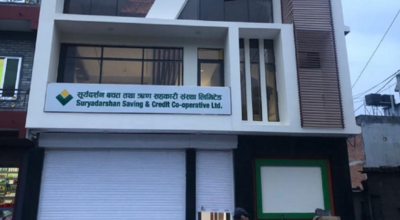 सूर्यदर्शन बचत तथा ऋण सहकारी संस्था लिमिटेड
Suryadarshan Saving & Credit Co-operative Ltd.